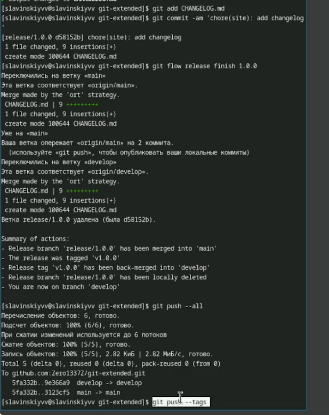 [slavinskiyvv@slavinskiyvv git-extended]$ git add CHANGELOG.md
[slavinskiyvv@slavinskiyvv git-extended]$ git commit -am 'chore(site): add changelog
'
[release/1.0.0 d58152b] chore(site): add changelog
1 file changed, 9 insertions(+)
create mode 100644 CHANGELOG.md
[slavinskiyvv@slavinskiyvv git-extended]$ git flow release finish 1.0.0
Переключились на ветку «main»
Эта ветка соответствует «origin/main».
Merge made by the 'ort' strategy.
CHANGELOG.md | 9 +++++++++
1 file changed, 9 insertions(+)
create mode 100644 CHANGELOG.md
Уже на «main»
Ваша ветка опережает «origin/main» на 2 коммита.
(используйте «git push», чтобы опубликовать ваши локальные коммиты)
Переключились на ветку «develop»
Эта ветка соответствует «origin/develop».
Merge made by the 'ort' strategy.
CHANGELOG.md | 9 +++++++++
1 file changed, 9 insertions(+)
create mode 100644 CHANGELOG.md
Ветка release/1.0.0 удалена (была d58152b).
Summary of actions:
- Release branch 'release/1.0.0' has been merged into 'main'
- The release was tagged 'v1.0.0'
- Release tag 'v1.0.0' has been back-merged into 'develop'
- Release branch 'release/1.0.0' has been locally deleted
- You are now on branch 'develop'
[slavinskiyvv@slavinskiyvv git-extended]$ git push --all
Перечисление объектов: 6, готово.
Подсчет объектов: 100% (6/6), готово.
При сжатии изменений используется до 6 потоков
Сжатие объектов: 100% (5/5), готово.
Запись объектов: 100% (5/5), 2.82 КиБ | 2.82 МиБ/с, готово.
Total 5 (delta 0), reused 0 (delta 0), pack-reused 0 (from 0)
To github.com:Zero13372/git-extended.git
5fa332b..9e366a9 develop -> develop
5fa332b..3123cf5 main -> main
[slavinskiyvv@slavinskiyvv git-extended]$ git push --tags